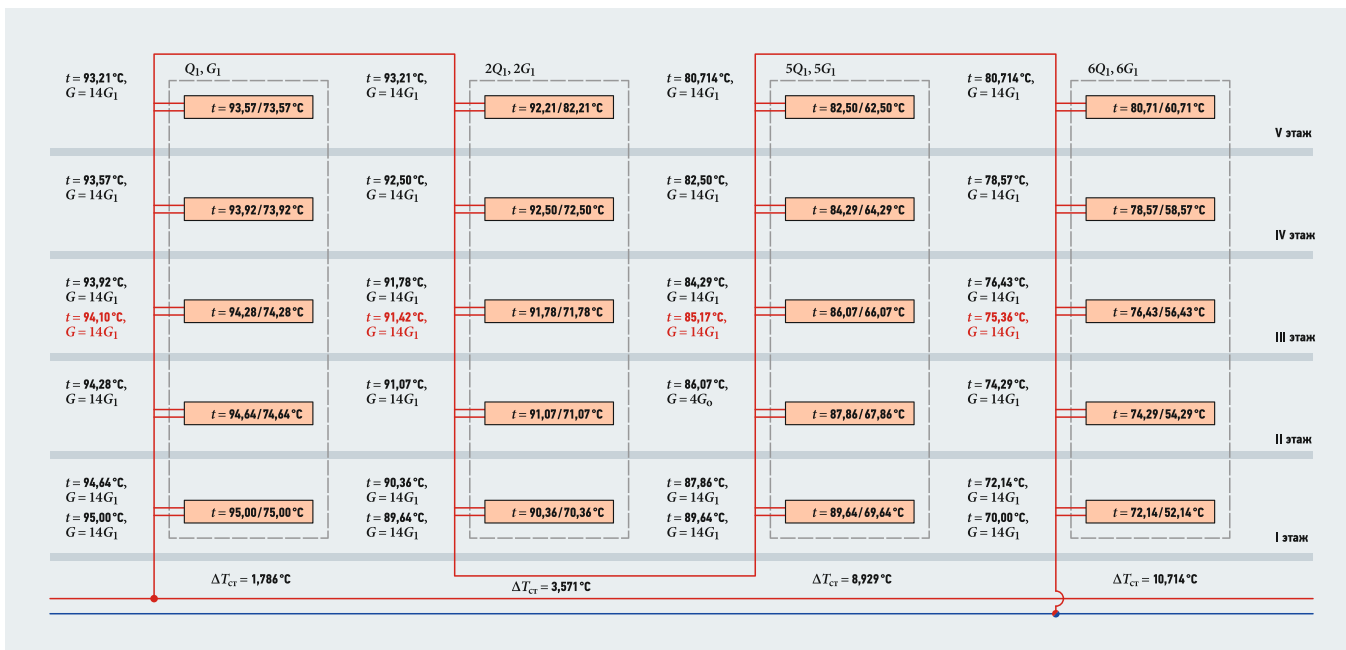 Q₁, G₁
2Q₁, 2G₁
5Q₁, 5G₁
6Q₁, 6G₁
t = 93,21 °C,
G = 14G₁
t = 93,57/73,57 °C
t = 93,21 °C,
G = 14G₁
t = 92,21/82,21 °C
t = 80,714 °C,
G = 14G₁
t = 82,50/62,50 °C
t = 80,714 °C,
G = 14G₁
t = 80,71/60,71 °C
V этаж
t = 93,57 °C,
G = 14G₁
t = 93,92/73,92 °C
t = 92,50 °C,
G = 14G₁
t = 92,50/72,50 °C
t = 82,50 °C,
G = 14G₁
t = 84,29/64,29 °C
t = 78,57 °C,
G = 14G₁
t = 78,57/58,57 °C
IV этаж
t = 93,92 °C,
G = 14G₁
t = 94,10 °C,
G = 14G₁
t = 94,28/74,28 °C
t = 91,78 °C,
G = 14G₁
t = 91,42 °C,
G = 14G₁
t = 91,78/71,78 °C
t = 84,29 °C,
G = 14G₁
t = 85,17 °C,
G = 14G₁
t = 86,07/66,07 °C
t = 76,43 °C,
G = 14G₁
t = 75,36 °C,
G = 14G₁
t = 76,43/56,43 °C
III этаж
t = 94,28 °C,
G = 14G₁
t = 94,64/74,64 °C
t = 91,07 °C,
G = 14G₁
t = 91,07/71,07 °C
t = 86,07 °C,
G = 4Gₒ
t = 87,86/67,86 °C
t = 74,29 °C,
G = 14G₁
t = 74,29/54,29 °C
II этаж
t = 94,64 °C,
G = 14G₁
t = 95,00 °C,
G = 14G₁
t = 95,00/75,00 °C
t = 90,36 °C,
G = 14G₁
t = 89,64 °C,
G = 14G₁
t = 90,36/70,36 °C
t = 87,86 °C,
G = 14G₁
t = 89,64 °C,
G = 14G₁
t = 89,64/69,64 °C
t = 72,14 °C,
G = 14G₁
t = 70,00 °C,
G = 14G₁
t = 72,14/52,14 °C
I этаж
ΔTст = 1,786 °C
ΔTст = 3,571 °C
ΔTст = 8,929 °C
ΔTст = 10,714 °C